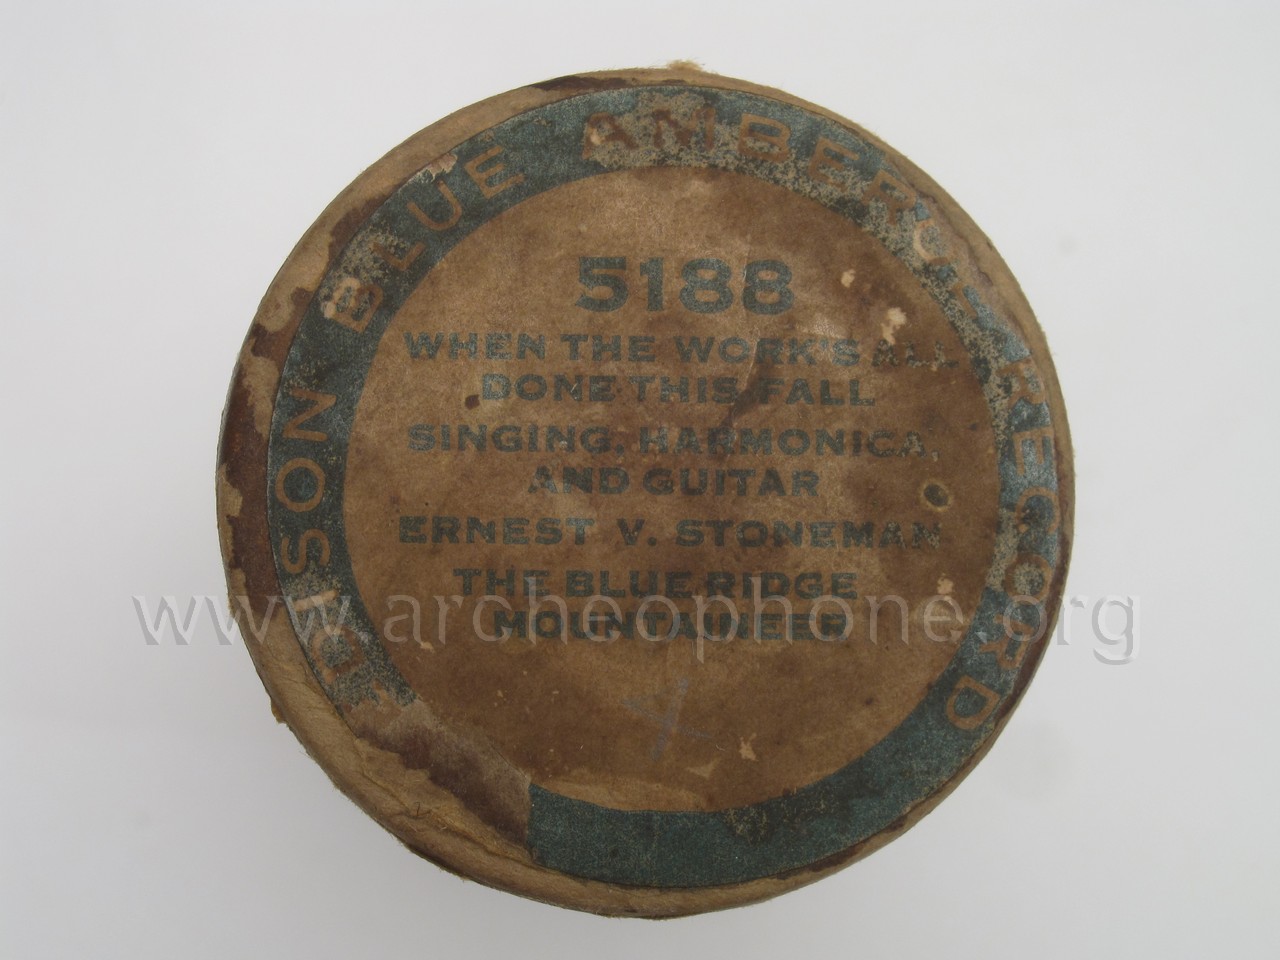 EDISON BLUE AMBEROL RECORD
5188
WHEN THE WORK'S ALL
DONE THIS FALL
SINGING, HARMONICA,
AND GUITAR
ERNEST V. STONEMAN
THE BLUE RIDGE
MOUNTAINEER
www.archeophone.org